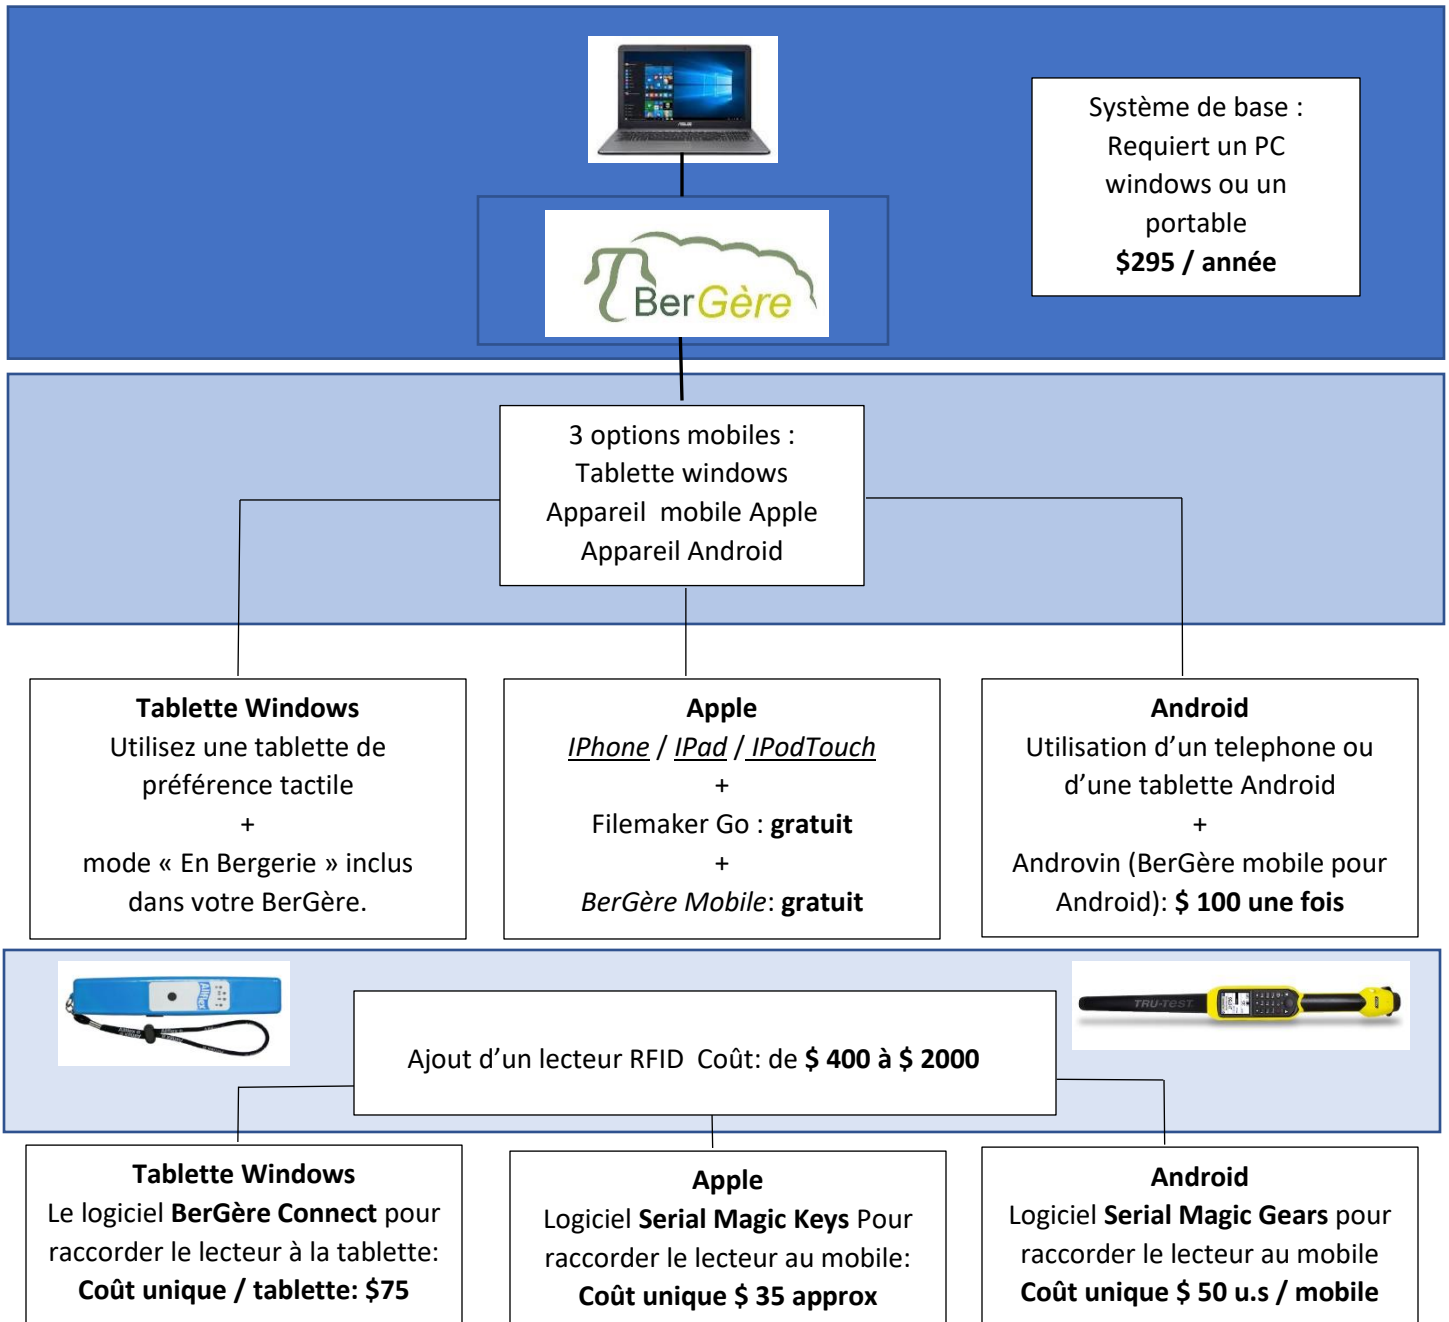 ASUS
BerGère
Système de base :
Requiert un PC
windows ou un
portable
$295 / année
3 options mobiles :
Tablette windows
Appareil  mobile Apple
Appareil Android
Tablette Windows
Utilisez une tablette de
préférence tactile
+
mode « En Bergerie » inclus
dans votre BerGère.
Apple
IPhone / IPad / IPodTouch
+
Filemaker Go : gratuit
+
BerGère Mobile: gratuit
Android
Utilisation d’un telephone ou
d’une tablette Android
+
Androvin (BerGère mobile pour
Android): $ 100 une fois
Allflex
TRU-TEST
Ajout d’un lecteur RFID  Coût: de $ 400 à $ 2000
Tablette Windows
Le logiciel BerGère Connect pour
raccorder le lecteur à la tablette:
Coût unique / tablette: $75
Apple
Logiciel Serial Magic Keys Pour
raccorder le lecteur au mobile:
Coût unique $ 35 approx
Android
Logiciel Serial Magic Gears pour
raccorder le lecteur au mobile
Coût unique $ 50 u.s / mobile